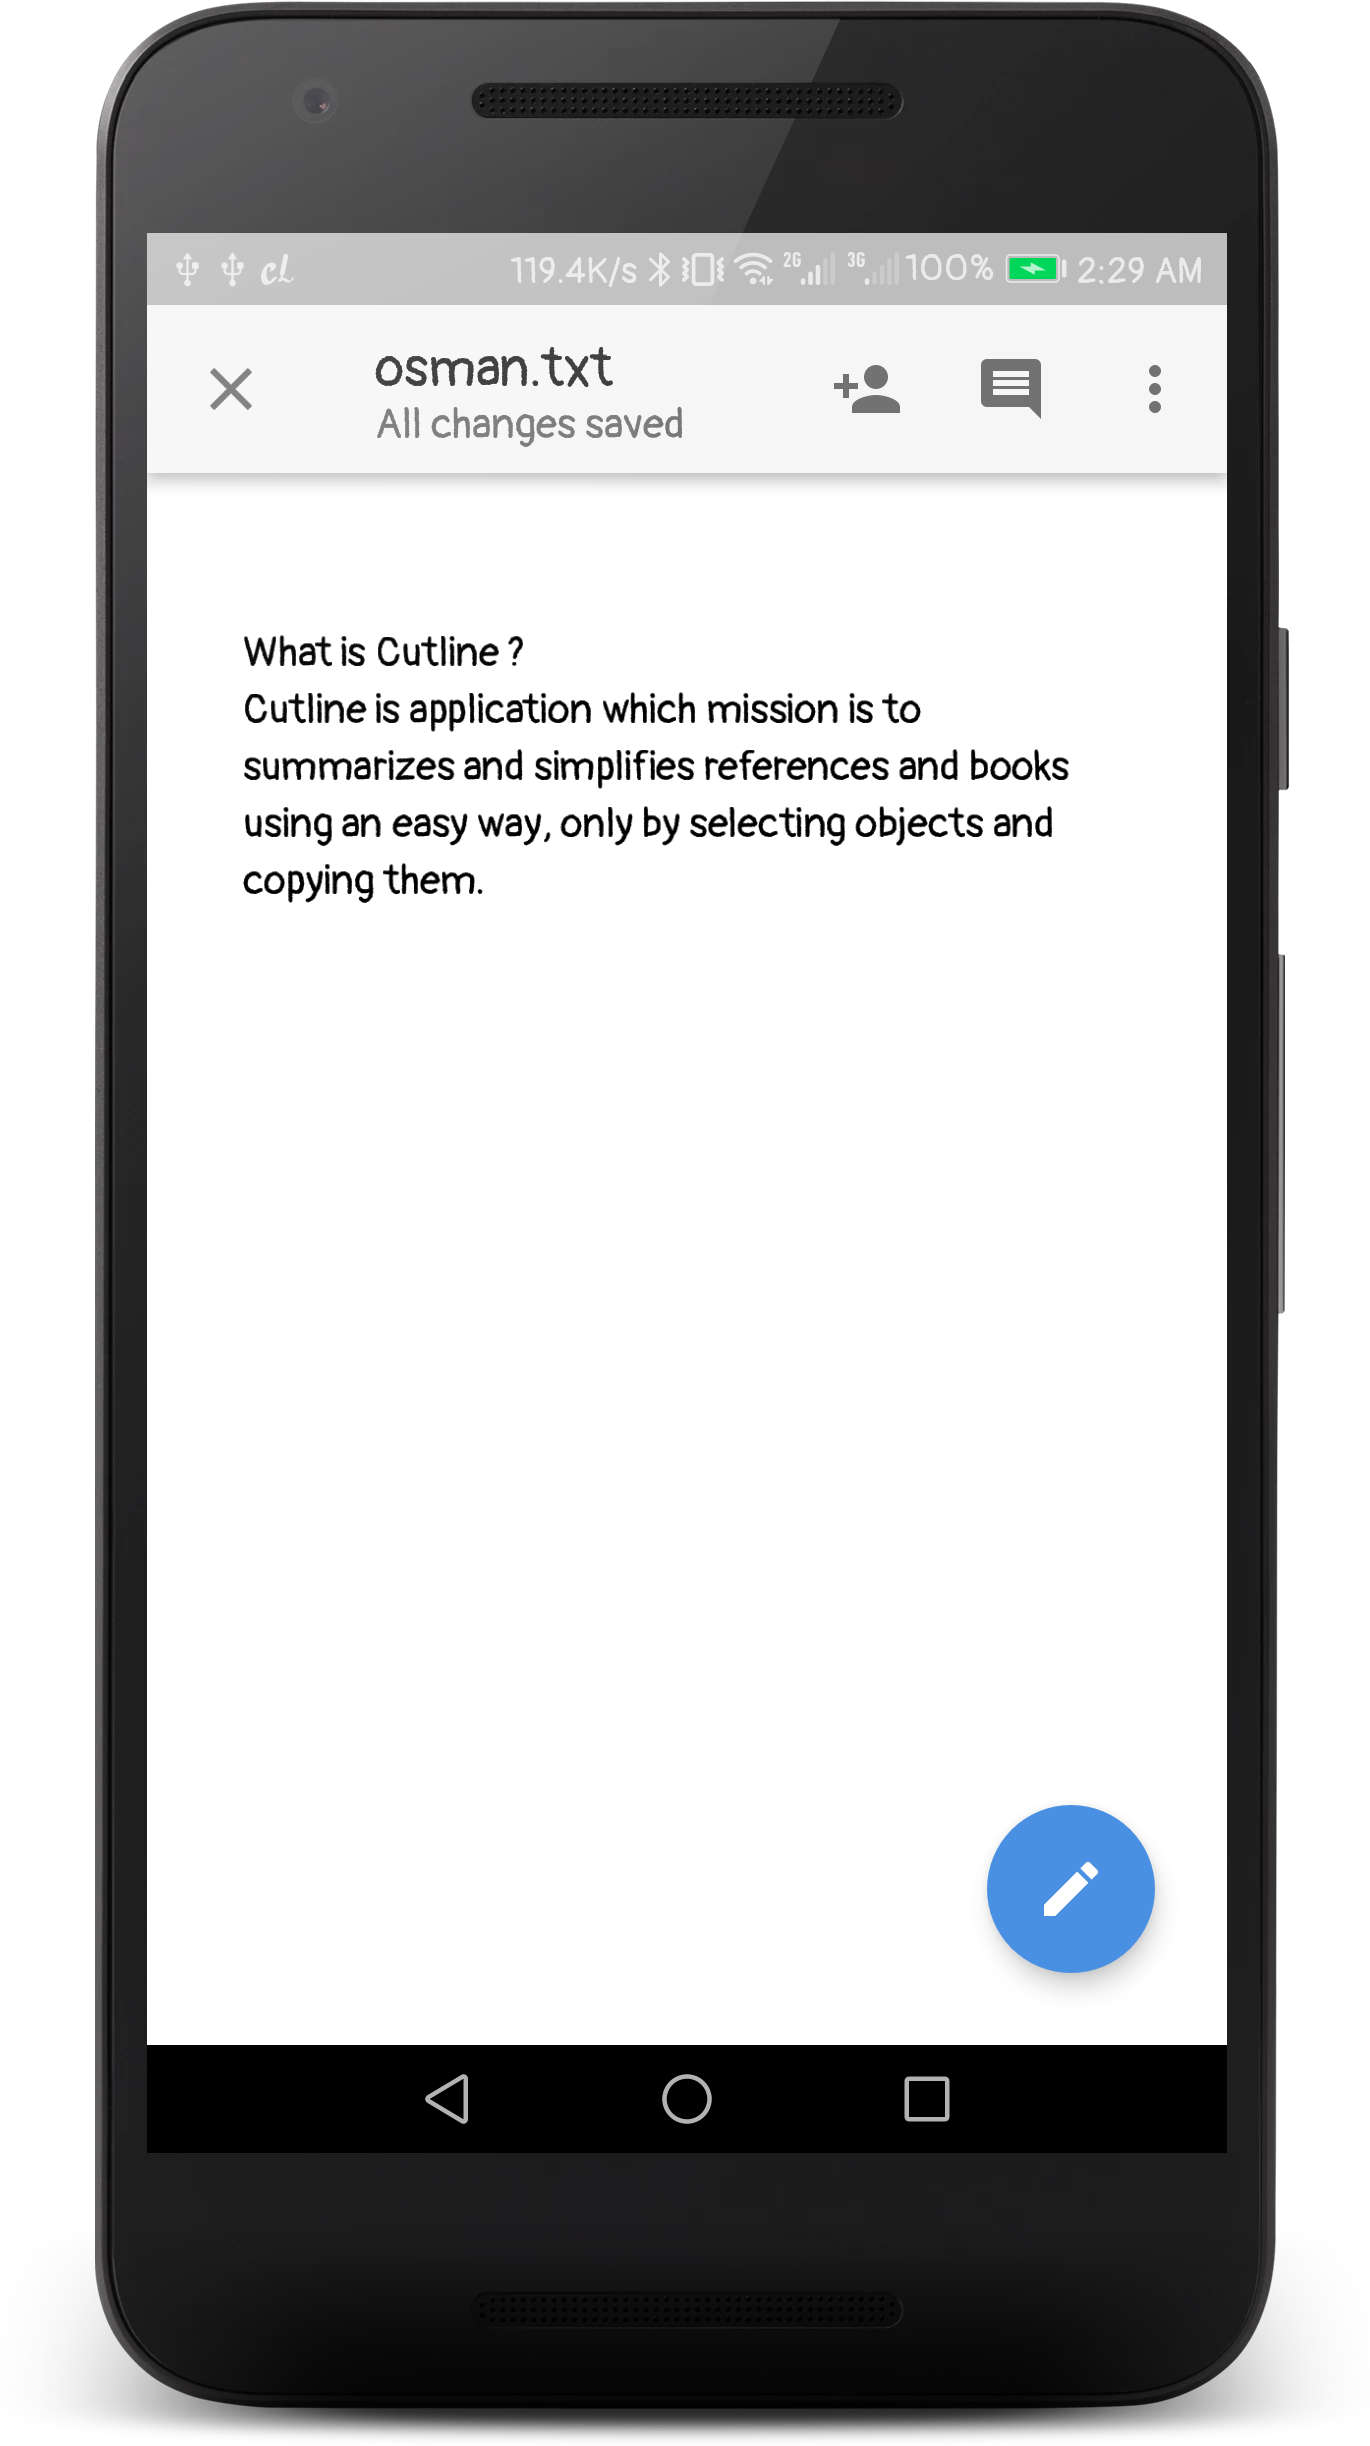 cL 119.4K/s 2G 3G 100% 2:29 AM
osman.txt
All changes saved
What is Cutline ?
Cutline is application which mission is to
summarizes and simplifies references and books
using an easy way, only by selecting objects and
copying them.